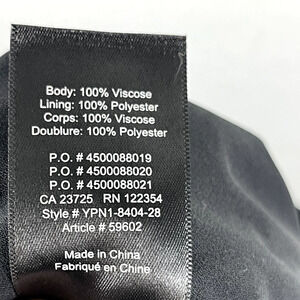 Body: 100% Viscose
Lining: 100% Polyester
Corps: 100% Viscose
Doublure: 100% Polyester
P.O. # 4500088019
P.O. # 4500088020
P.O. # 4500088021
CA 23725 RN 122354
Style # YPN1-8404-28
Article # 59602
Made in China
Fabriqué en Chine